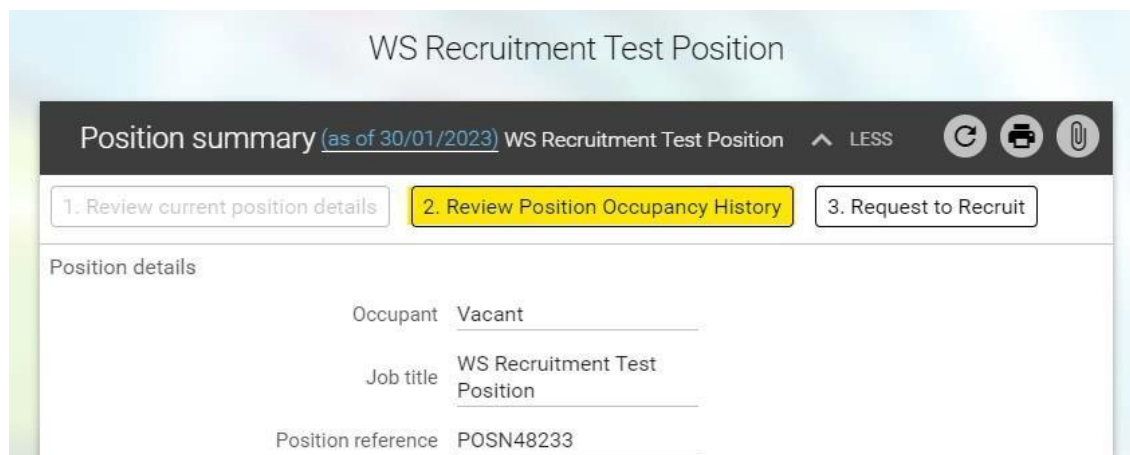 WS Recruitment Test Position
Position summary (as of 30/01/2023) WS Recruitment Test Position LESS
1. Review current position details 2. Review Position Occupancy History 3. Request to Recruit
Position details
Occupant Vacant
Job title WS Recruitment Test
Position
Position reference POSN48233